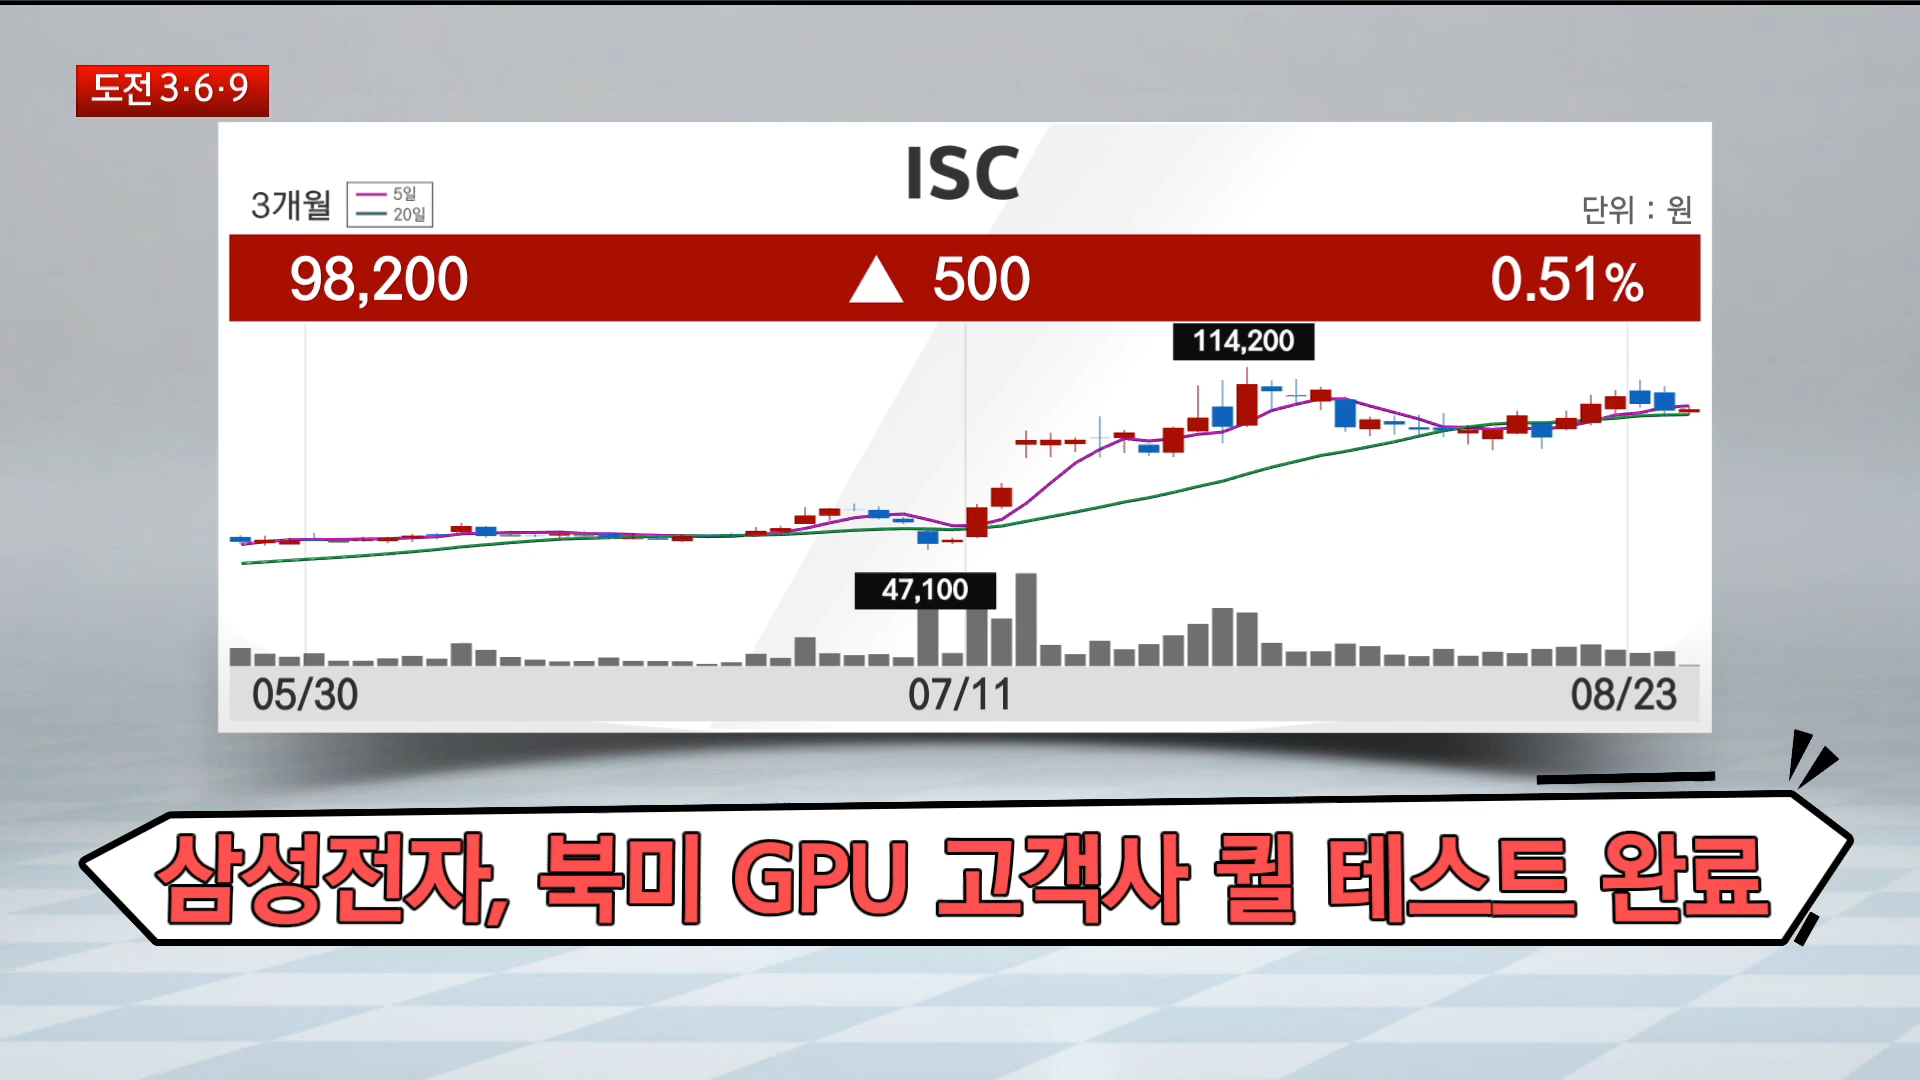 도전 3·6·9
ISC
3개월
5일
20일
단위 : 원
98,200 ▲ 500 0.51%
114,200
47,100
05/30 07/11 08/23
삼성전자, 북미 GPU 고객사 퀄 테스트 완료